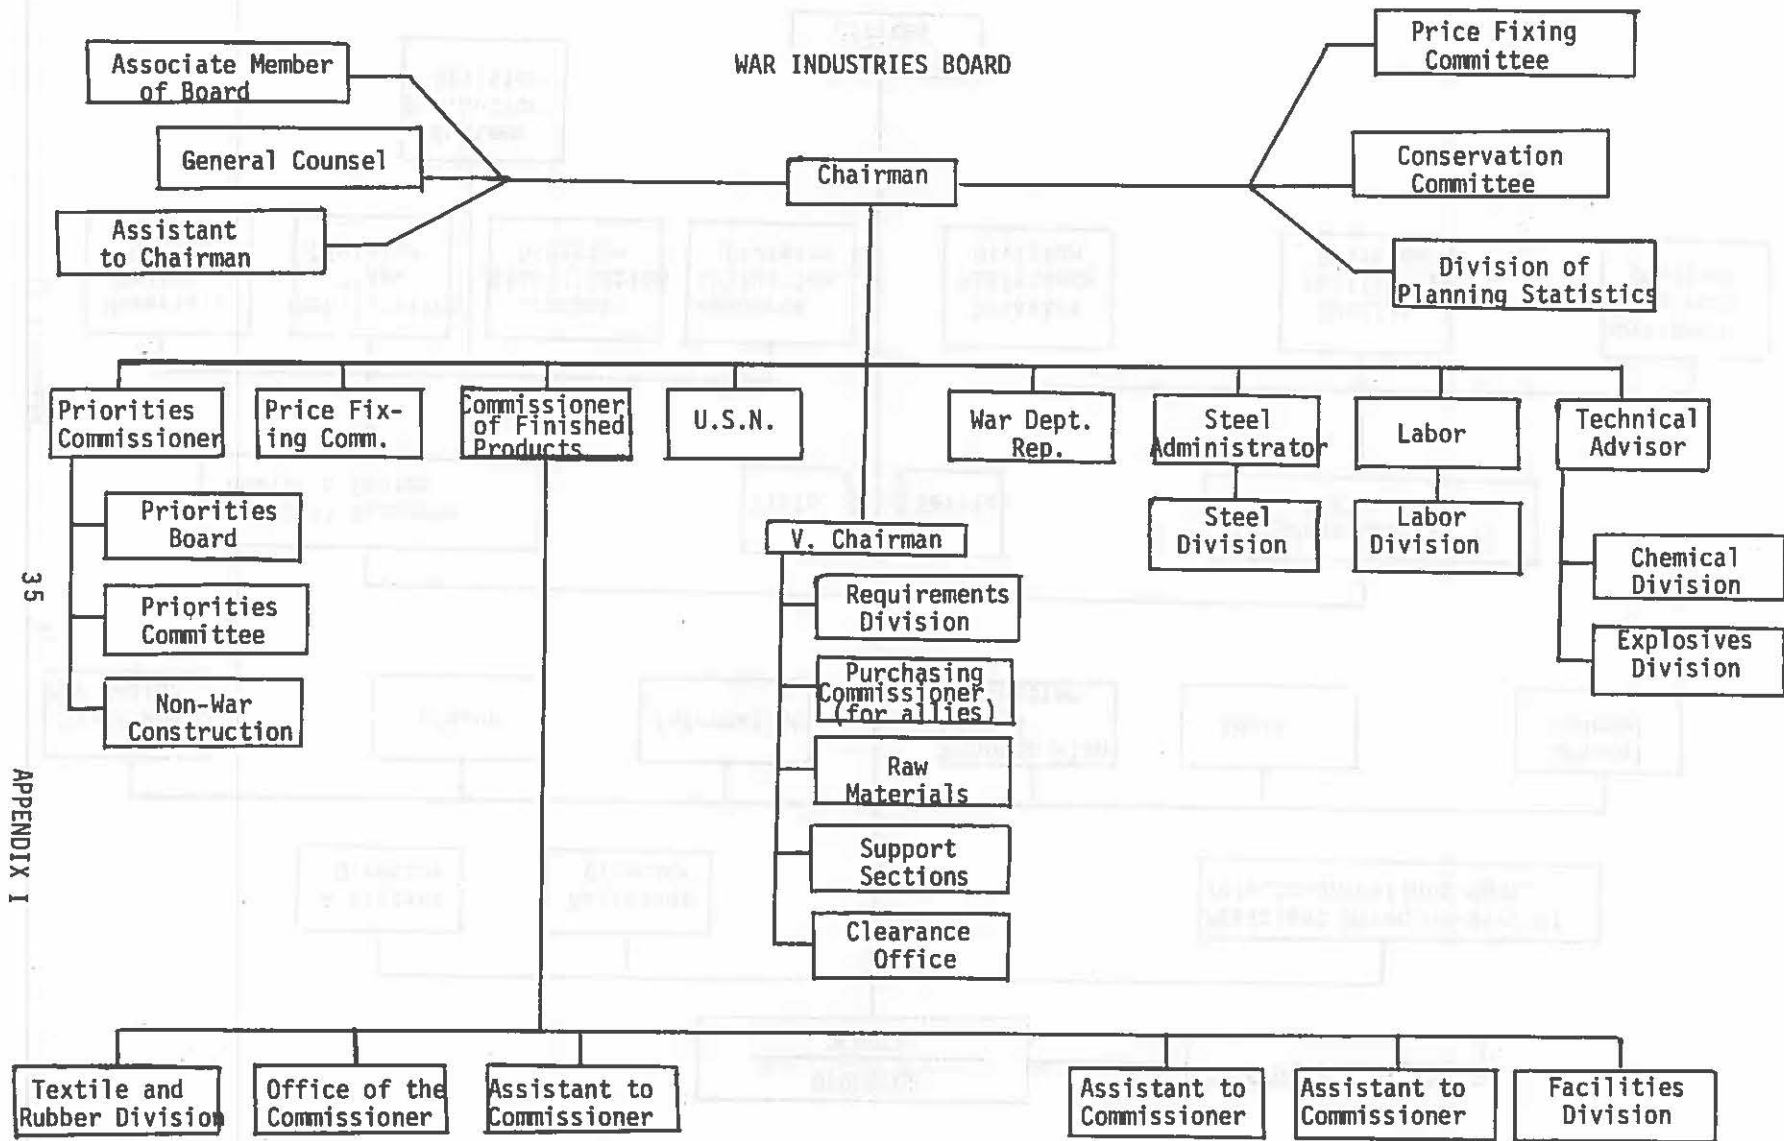 WAR INDUSTRIES BOARD
Associate Member
of Board
General Counsel
Assistant
to Chairman
Chairman
Price Fixing
Committee
Conservation
Committee
Division of
Planning Statistics
Priorities
Commissioner
Price Fix-
ing Comm.
Commissioner
of Finished
Products
U.S.N.
War Dept.
Rep.
Steel
Administrator
Labor
Technical
Advisor
Priorities
Board
Priorities
Committee
Non-War
Construction
V. Chairman
Requirements
Division
Purchasing
Commissioner
(for allies)
Raw
Materials
Support
Sections
Clearance
Office
Steel
Division
Labor
Division
Chemical
Division
Explosives
Division
Textile and
Rubber Division
Office of the
Commissioner
Assistant to
Commissioner
Assistant to
Commissioner
Assistant to
Commissioner
Facilities
Division
35
APPENDIX I